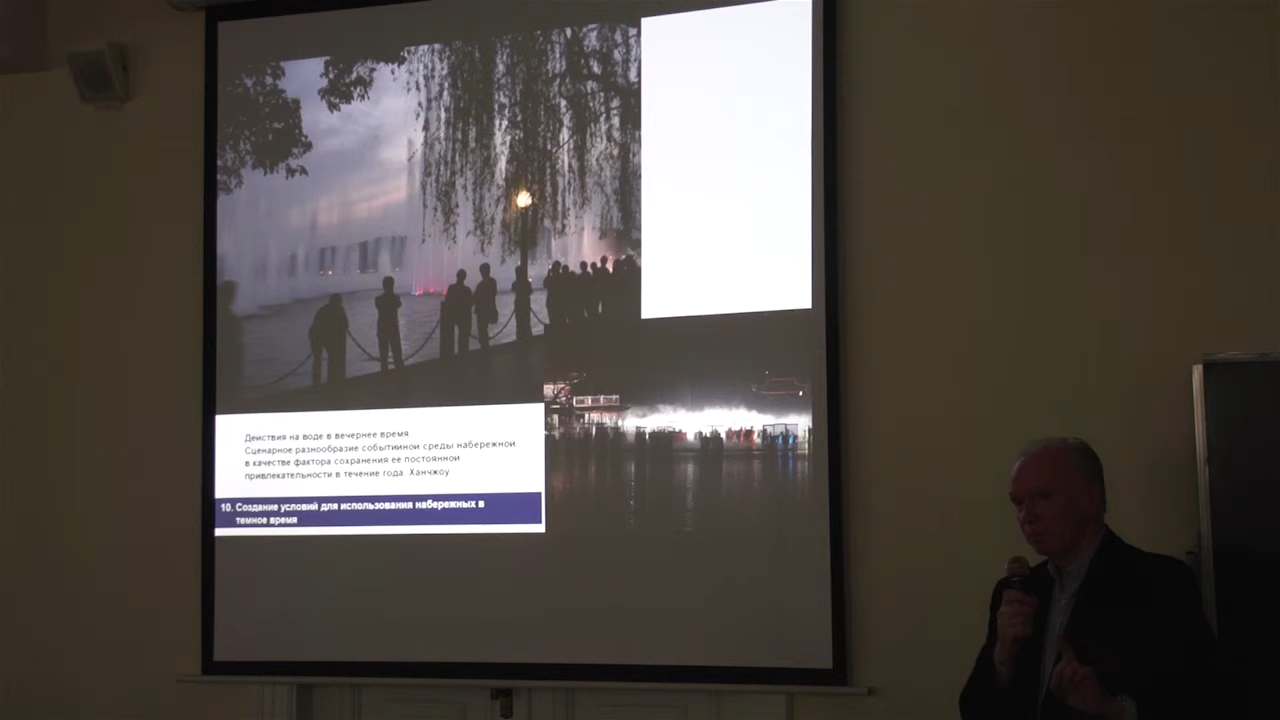 Действия на воде в вечернее время
Сценарное разнообразие событийной среды набережной
в качестве фактора сохранения ее постоянной
привлекательности в течение года. Ханчжоу
10. Создание условий для использования набережных в
темное время